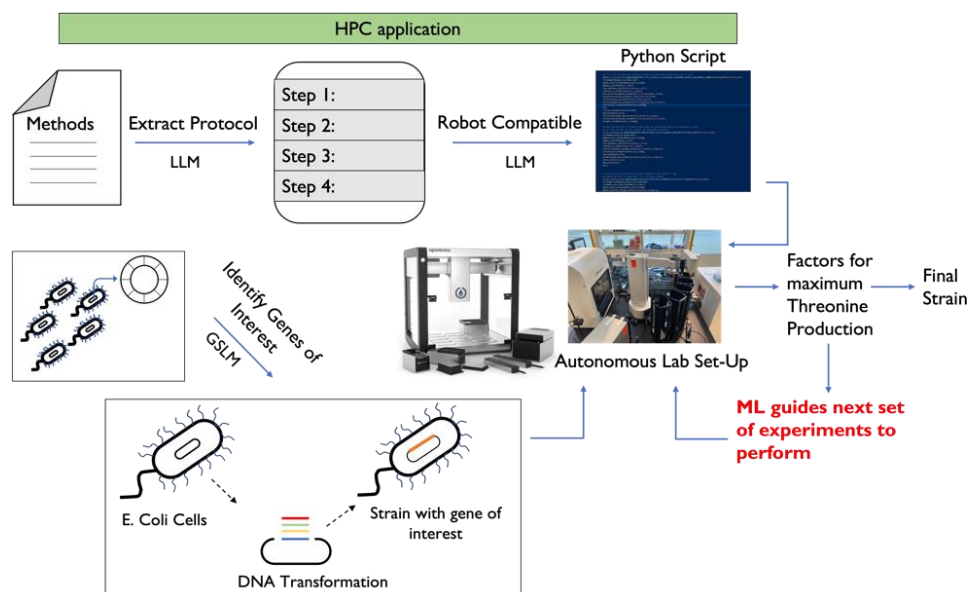 HPC application
Python Script
Methods
Extract Protocol
LLM
Step 1:
Step 2:
Step 3:
Step 4:
Robot Compatible
LLM
Identify Genes of
Interest
GSLM
opentrons
Autonomous Lab Set-Up
Factors for
maximum
Threonine
Production
Final
Strain
ML guides next set
of experiments to
perform
E. Coli Cells
DNA Transformation
Strain with gene of
interest